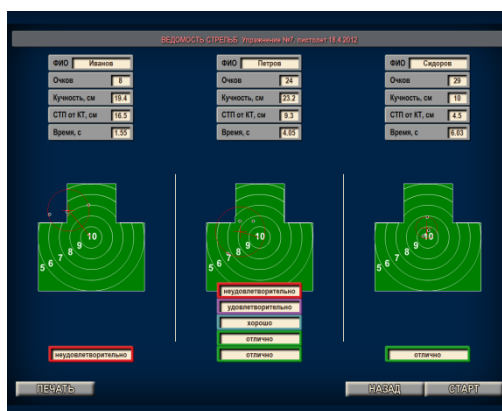 ВЕДОМОСТЬ СТРЕЛЬБ Упражнение №7, пистолет 18.4.2012
ФИО Иванов
Очков 8
Кучность, см 19.4
СТП от КТ, см 16.5
Время, с 1.55
ФИО Петров
Очков 24
Кучность, см 23.2
СТП от КТ, см 9.3
Время, с 4.05
ФИО Сидоров
Очков 29
Кучность, см 10
СТП от КТ, см 4.5
Время, с 6.03
5 6 7 8 9 10
5 6 7 8 9 10
5 6 7 8 9 10
неудовлетворительно
неудовлетворительно
удовлетворительно
хорошо
отлично
отлично
отлично
ПЕЧАТЬ
НАЗАД
СТАРТ